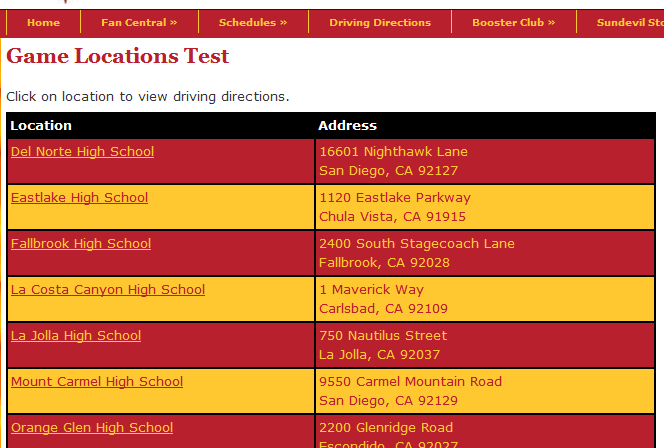 Home Fan Central » Schedules » Driving Directions Booster Club » Sundevil
Game Locations Test
Click on location to view driving directions.
Location Address
Del Norte High School 16601 Nighthawk Lane
San Diego, CA 92127
Eastlake High School 1120 Eastlake Parkway
Chula Vista, CA 91915
Fallbrook High School 2400 South Stagecoach Lane
Fallbrook, CA 92028
La Costa Canyon High School 1 Maverick Way
Carlsbad, CA 92109
La Jolla High School 750 Nautilus Street
La Jolla, CA 92037
Mount Carmel High School 9550 Carmel Mountain Road
San Diego, CA 92129
Orange Glen High School 2200 Glenridge Road
Escondido, CA 92027